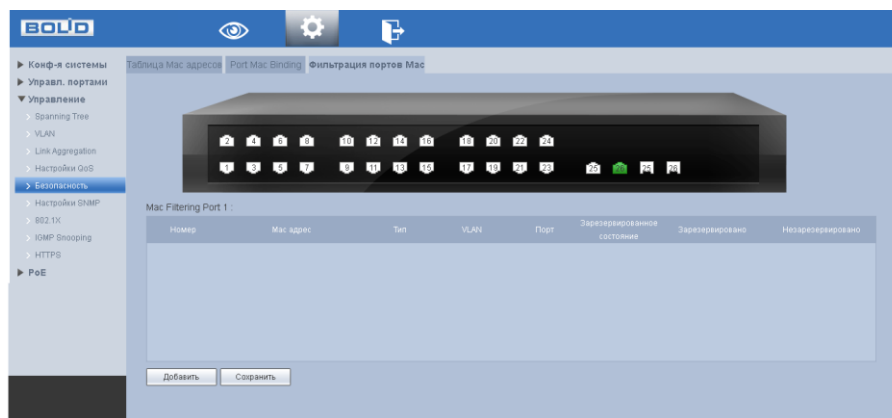 BOLID
Конф-я системы
Управл. портами
Управление
Spanning Tree
VLAN
Link Aggregation
Настройки QoS
Безопасность
Настройки SNMP
802.1X
IGMP Snooping
HTTPS
PoE
Таблица Mac адресов Port Mac Binding Фильтрация портов Mac
2 4 6 8 10 12 14 16 18 20 22 24
1 3 5 7 9 11 13 15 17 19 21 23 25 26 25 26
Mac Filtering Port 1 :
Номер Mac адрес Тип VLAN Порт Зарезервированное состояние Зарезервировано Незарезервировано
Добавить Сохранить